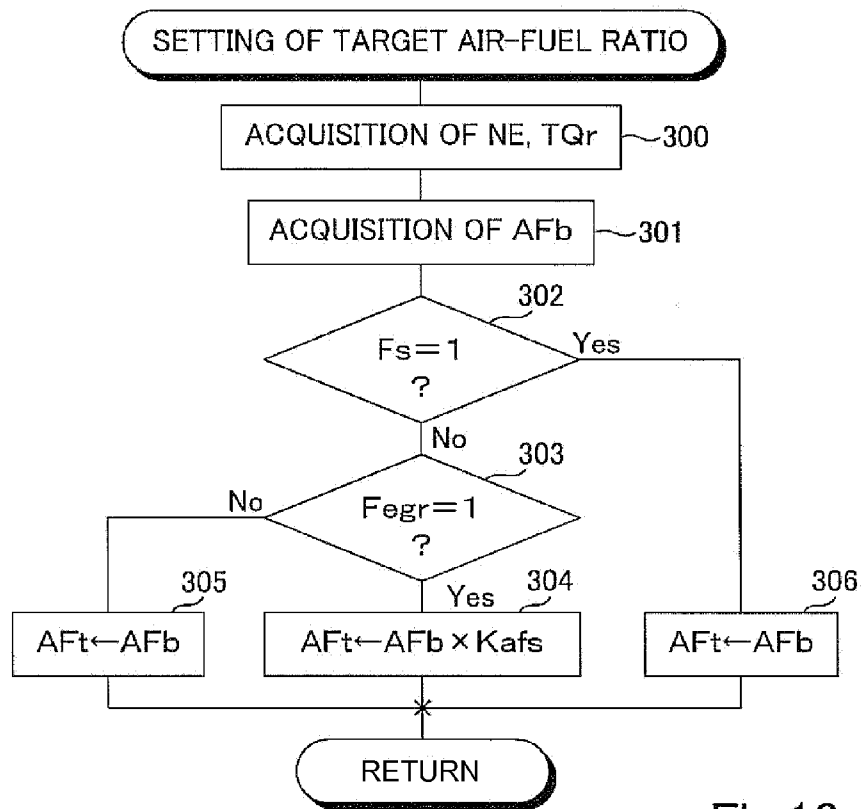 SETTING OF TARGET AIR-FUEL RATIO
ACQUISITION OF NE, TQr
300
ACQUISITION OF AFb
301
302
Fs=1
?
Yes
No
303
Fegr=1
?
No
Yes
305
AFt←AFb
304
AFt←AFb×Kafs
306
AFt←AFb
RETURN